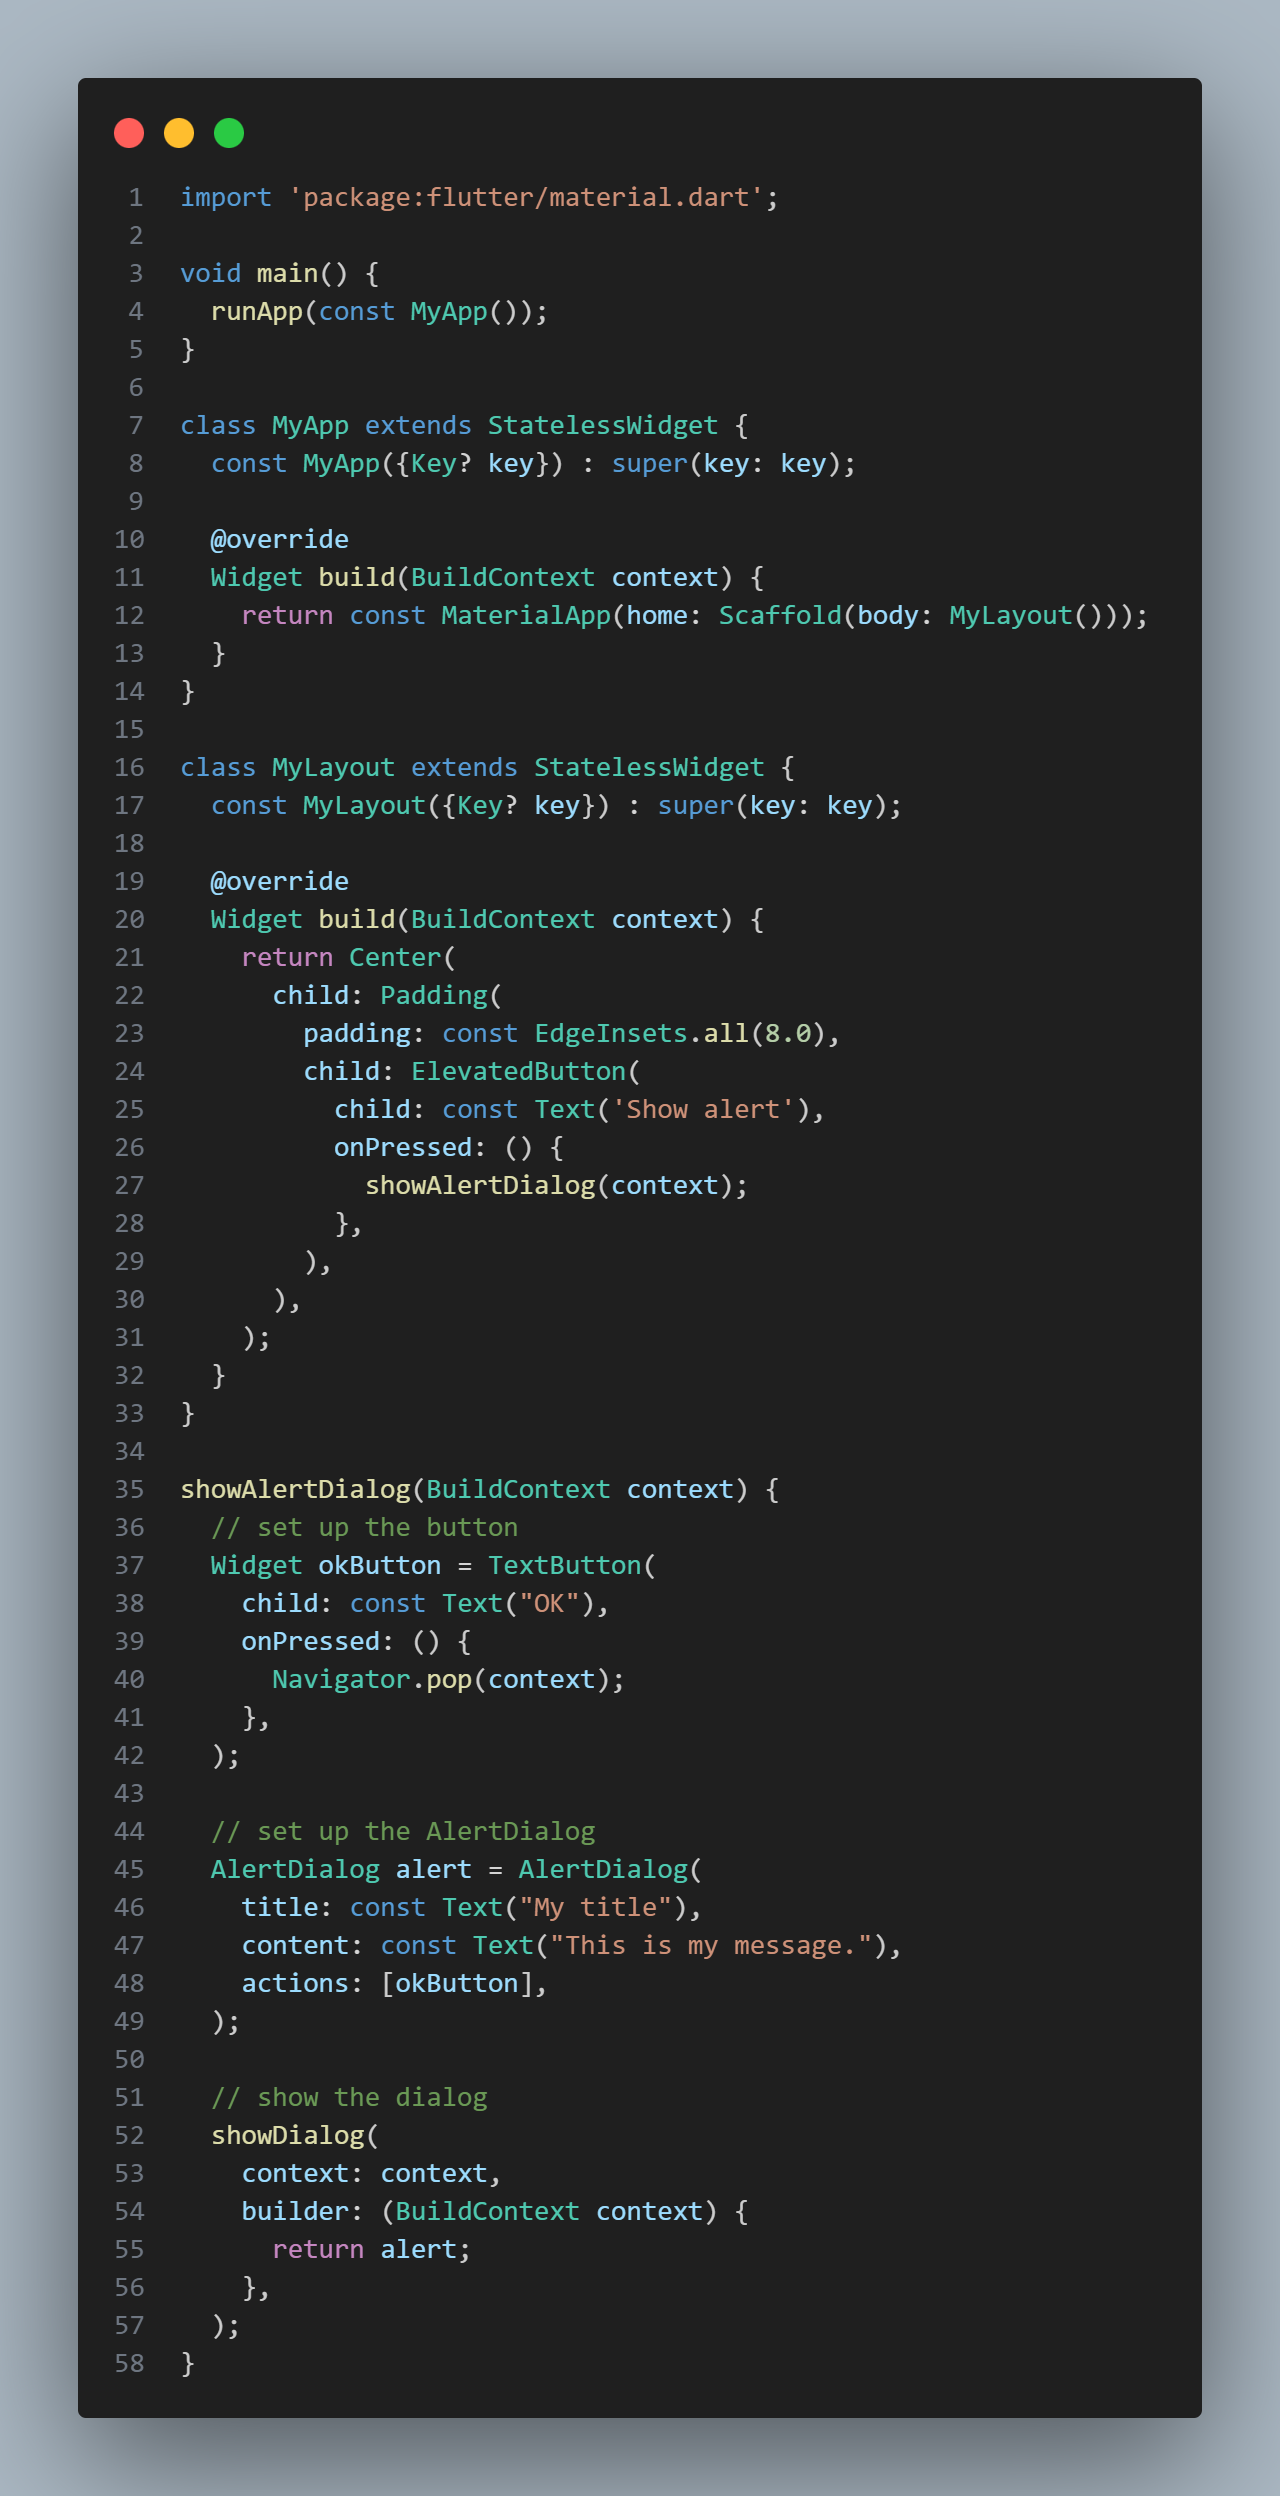 1 import 'package:flutter/material.dart';
2
3 void main() {
4   runApp(const MyApp());
5 }
6
7 class MyApp extends StatelessWidget {
8   const MyApp({Key? key}) : super(key: key);
9
10   @override
11   Widget build(BuildContext context) {
12     return const MaterialApp(home: Scaffold(body: MyLayout()));
13   }
14 }
15
16 class MyLayout extends StatelessWidget {
17   const MyLayout({Key? key}) : super(key: key);
18
19   @override
20   Widget build(BuildContext context) {
21     return Center(
22       child: Padding(
23         padding: const EdgeInsets.all(8.0),
24         child: ElevatedButton(
25           child: const Text('Show alert'),
26           onPressed: () {
27             showAlertDialog(context);
28           },
29         ),
30       ),
31     );
32   }
33 }
34
35 showAlertDialog(BuildContext context) {
36   // set up the button
37   Widget okButton = TextButton(
38     child: const Text("OK"),
39     onPressed: () {
40       Navigator.pop(context);
41     },
42   );
43
44   // set up the AlertDialog
45   AlertDialog alert = AlertDialog(
46     title: const Text("My title"),
47     content: const Text("This is my message."),
48     actions: [okButton],
49   );
50
51   // show the dialog
52   showDialog(
53     context: context,
54     builder: (BuildContext context) {
55       return alert;
56     },
57   );
58 }